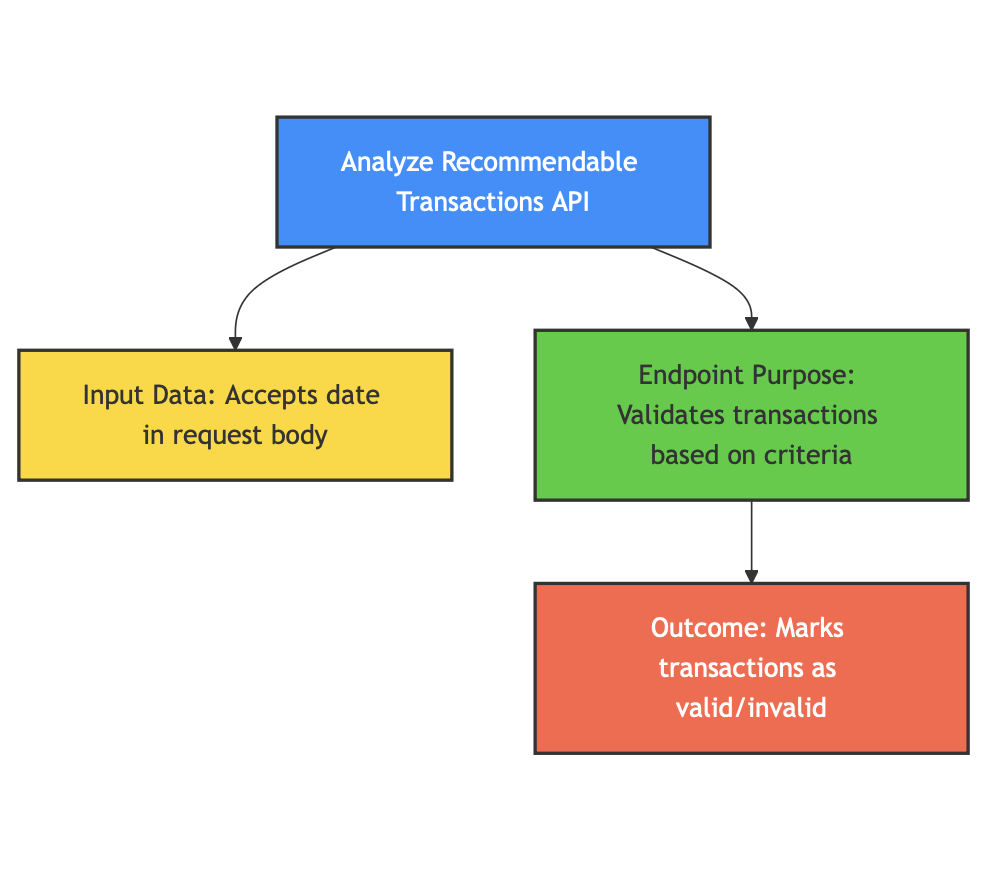 Analyze Recommendable
Transactions API
Input Data: Accepts date
in request body
Endpoint Purpose:
Validates transactions
based on criteria
Outcome: Marks
transactions as
valid/invalid